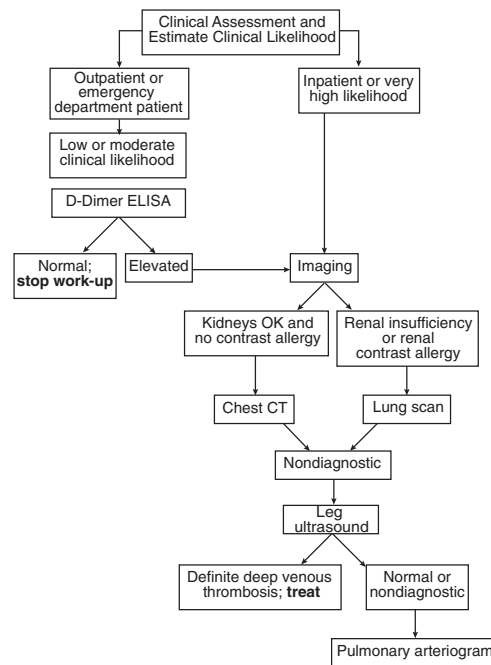 Clinical Assessment and
Estimate Clinical Likelihood
Outpatient or
emergency
department patient
Inpatient or very
high likelihood
Low or moderate
clinical likelihood
D-Dimer ELISA
Normal;
stop work-up
Elevated
Imaging
Kidneys OK and
no contrast allergy
Renal insufficiency
or renal
contrast allergy
Chest CT
Lung scan
Nondiagnostic
Leg
ultrasound
Definite deep venous
thrombosis; treat
Normal or
nondiagnostic
Pulmonary arteriogram